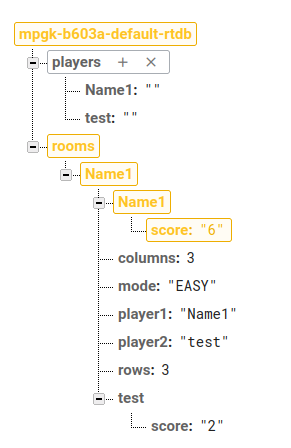 mpgk-b603a-default-rtdb
players + ×
Name1: ""
test: ""
rooms
Name1
Name1
score: "6"
columns: 3
mode: "EASY"
player1: "Name1"
player2: "test"
rows: 3
test
score: "2"